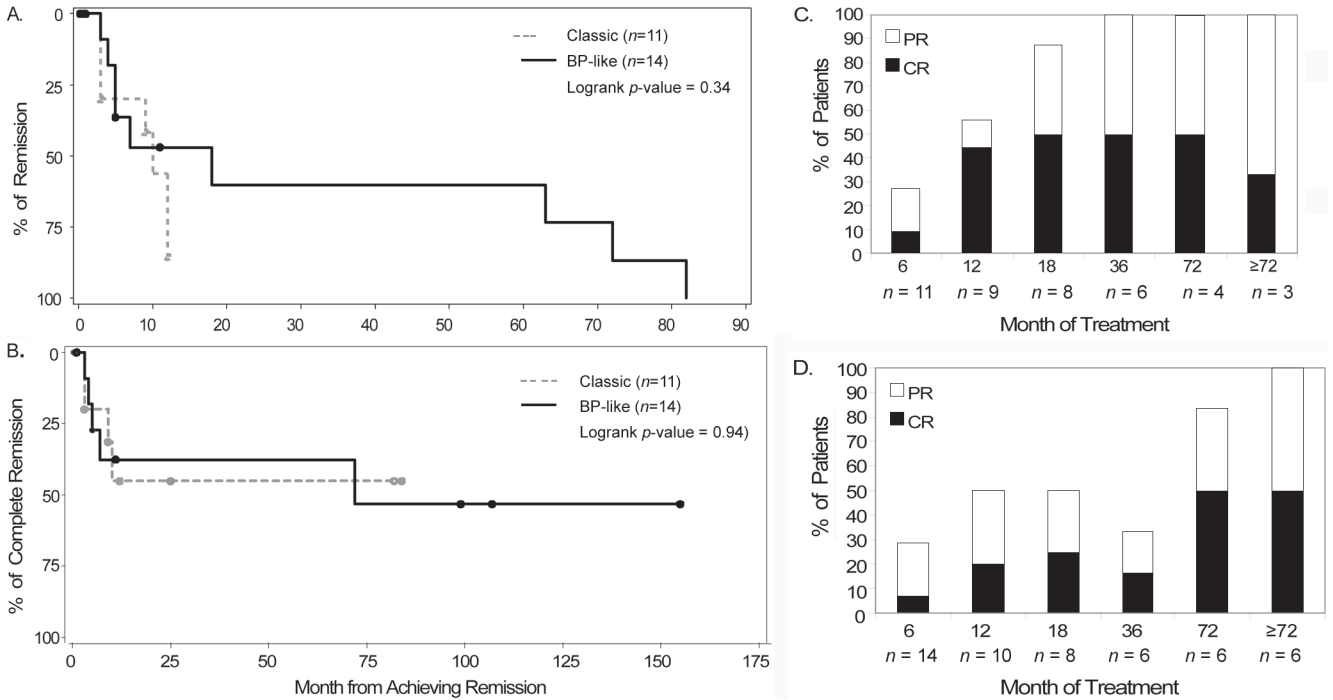 A.
% of Remission
0
25
50
75
100
Classic (n=11)
BP-like (n=14)
Logrank p-value = 0.34
0 10 20 30 40 50 60 70 80 90
B.
% of Complete Remission
0
25
50
75
100
Classic (n=11)
BP-like (n=14)
Logrank p-value = 0.94)
0 25 50 75 100 125 150 175
Month from Achieving Remission
C.
% of Patients
100
90
80
70
60
50
40
30
20
10
0
PR
CR
6 12 18 36 72 ≥72
n = 11 n = 9 n = 8 n = 6 n = 4 n = 3
Month of Treatment
D.
% of Patients
100
90
80
70
60
50
40
30
20
10
0
PR
CR
6 12 18 36 72 ≥72
n = 14 n = 10 n = 8 n = 6 n = 6 n = 6
Month of Treatment